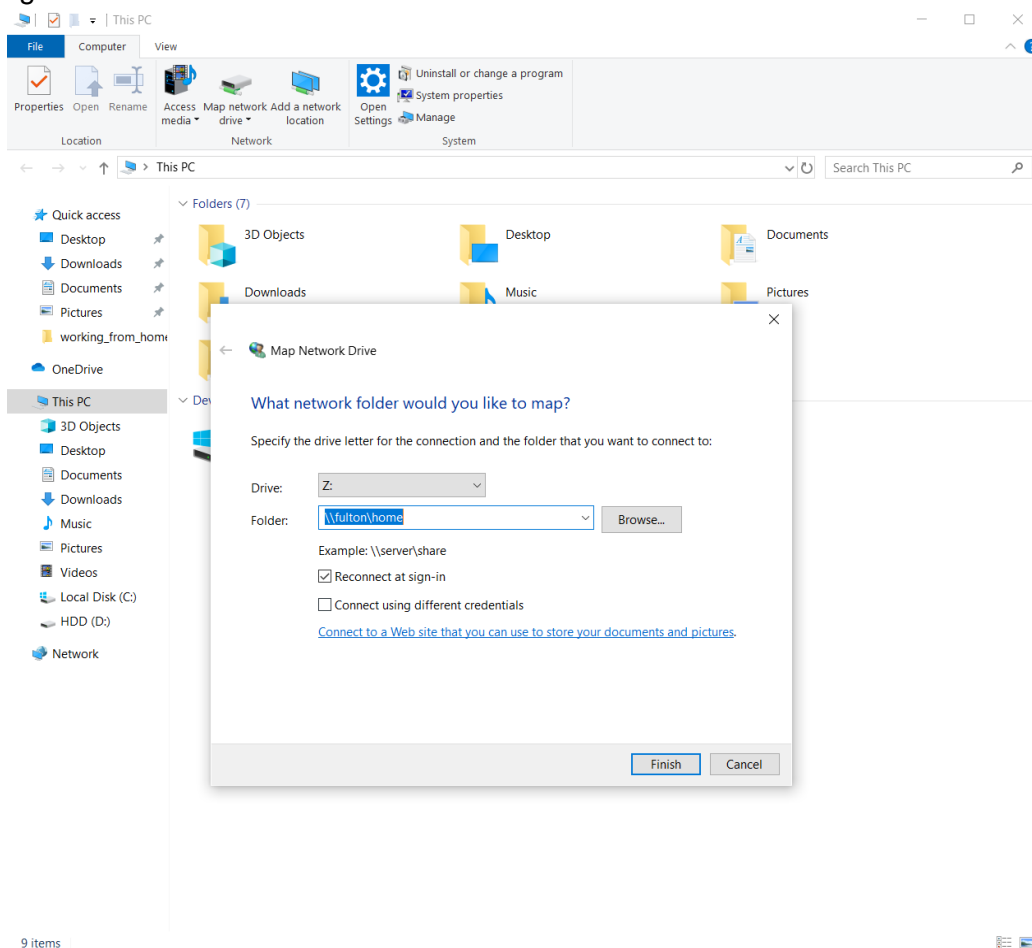 This PC
File Computer View
Properties Open Rename Access media Map network drive Add a network location Open Settings Uninstall or change a program
System properties
Manage
Location Network System
This PC Search This PC
Quick access
Desktop
Downloads
Documents
Pictures
working_from_home
OneDrive
This PC
3D Objects
Desktop
Documents
Downloads
Music
Pictures
Videos
Local Disk (C:)
HDD (D:)
Network
Folders (7)
3D Objects Desktop Documents
Downloads Music Pictures
Dev
Map Network Drive
What network folder would you like to map?
Specify the drive letter for the connection and the folder that you want to connect to:
Drive: Z:
Folder: \\fulton\home Browse...
Example: \\server\share
Reconnect at sign-in
Connect using different credentials
Connect to a Web site that you can use to store your documents and pictures.
Finish Cancel
9 items